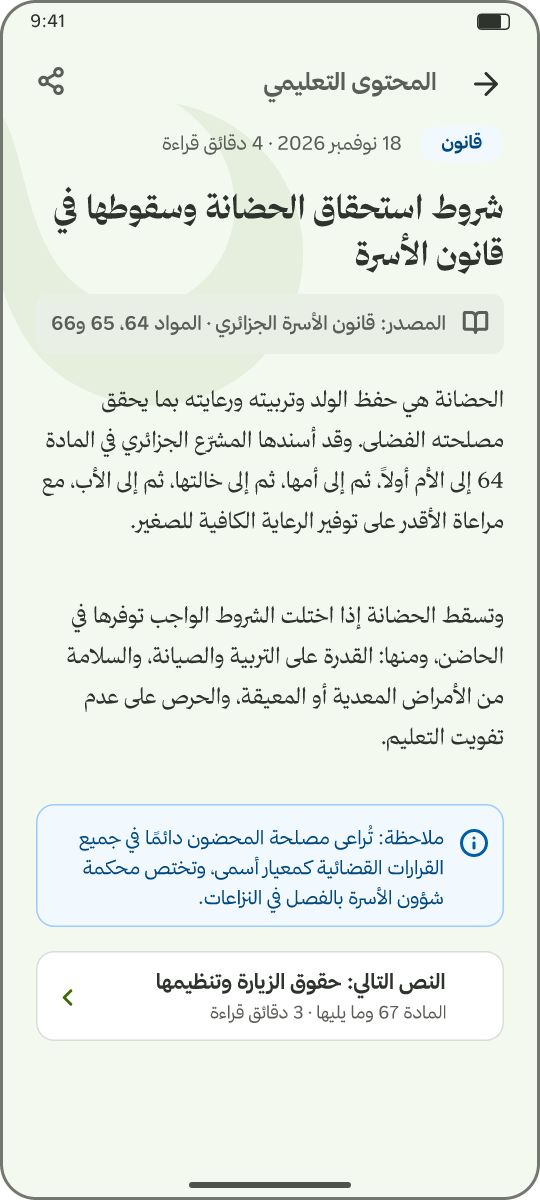 9:41
المحتوى التعليمي
قانون
18 نوفمبر 2026 · 4 دقائق قراءة
شروط استحقاق الحضانة وسقوطها في
قانون الأسرة
المصدر: قانون الأسرة الجزائري · المواد 64، 65 و66
الحضانة هي حفظ الولد وتربيته ورعايته بما يحقق
مصلحته الفضلى. وقد أسندها المشرّع الجزائري في المادة
64 إلى الأم أولاً، ثم إلى أمها، ثم إلى خالتها، ثم إلى الأب، مع
مراعاة الأقدر على توفير الرعاية الكافية للصغير.
وتسقط الحضانة إذا اختلت الشروط الواجب توفرها في
الحاضن، ومنها: القدرة على التربية والصيانة، والسلامة
من الأمراض المعدية أو المعيقة، والحرص على عدم
تفويت التعليم.
ملاحظة: تُراعى مصلحة المحضون دائمًا في جميع
القرارات القضائية كمعيار أسمى، وتختص محكمة
شؤون الأسرة بالفصل في النزاعات.
النص التالي: حقوق الزيارة وتنظيمها
المادة 67 وما يليها · 3 دقائق قراءة